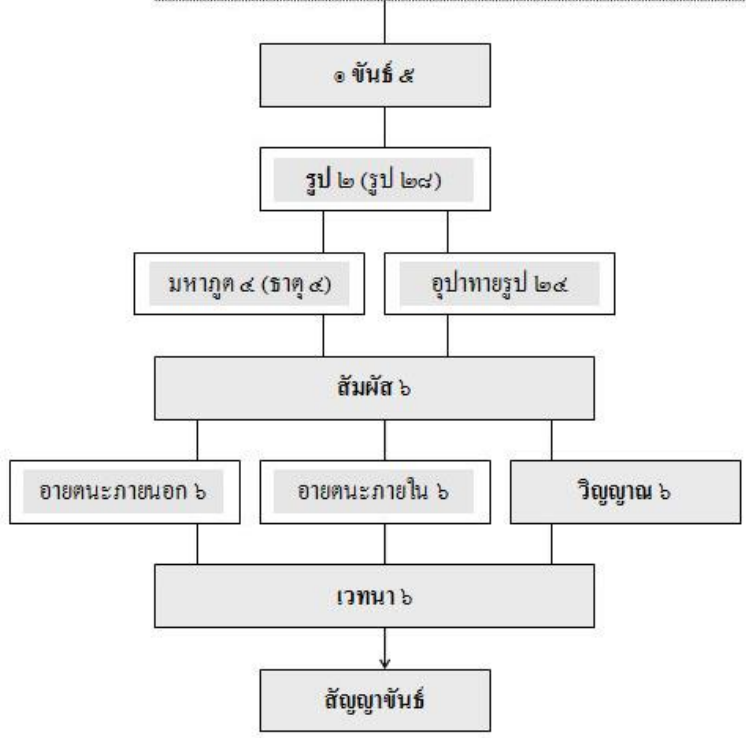 ๑ ขันธ์ ๕
รูป ๒ (รูป ๒๘)
มหาภูต ๔ (ธาตุ ๔)
อุปาทายรูป ๒๔
สัมผัส ๖
อายตนะภายนอก ๖
อายตนะภายใน ๖
วิญญาณ ๖
เวทนา ๖
สัญญาขันธ์